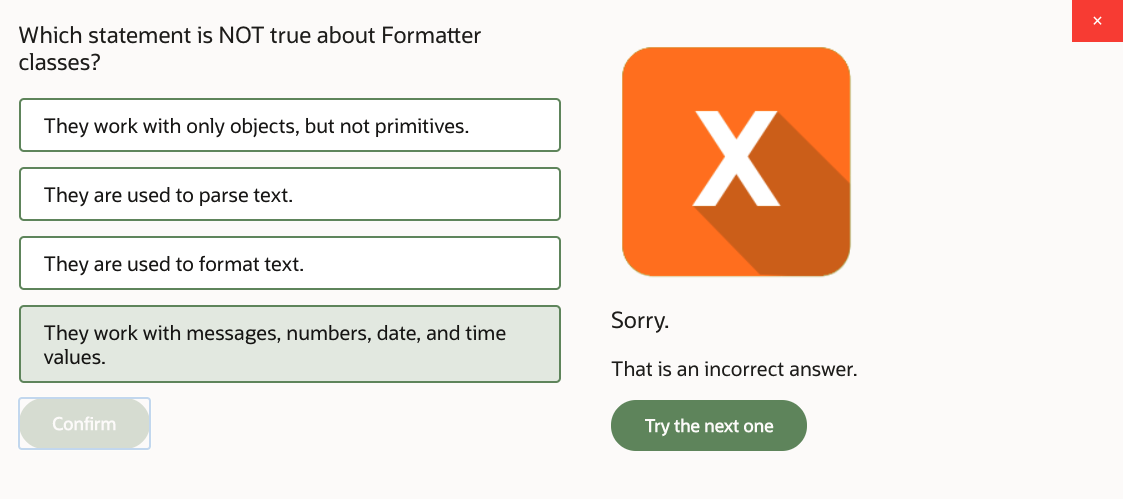 Which statement is NOT true about Formatter
classes?
They work with only objects, but not primitives.
They are used to parse text.
They are used to format text.
They work with messages, numbers, date, and time
values.
Confirm
×
X
Sorry.
That is an incorrect answer.
Try the next one